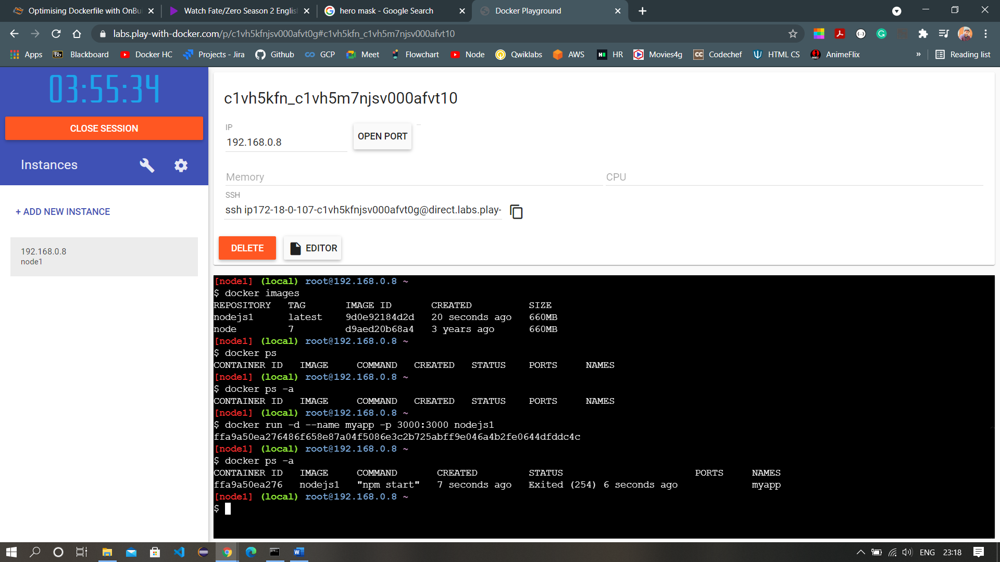 Optimising Dockerfile with OnBui
Watch Fate/Zero Season 2 English
hero mask - Google Search
Docker Playground
labs.play-with-docker.com/p/c1vh5kfnjsv000afvt0g#c1vh5kfn_c1vh5m7njsv000afvt10
Apps
Bb Blackboard
Docker HC
Projects - Jira
Github
GCP
Meet
Flowchart
Node
Qwiklabs
AWS
HR
Movies4g
CC Codechef
HTML CS
AnimeFlix
»
Reading list
03:55:34
CLOSE SESSION
Instances
+ ADD NEW INSTANCE
192.168.0.8
node1
c1vh5kfn_c1vh5m7njsv000afvt10
IP
192.168.0.8
OPEN PORT
Memory
CPU
SSH
ssh ip172-18-0-107-c1vh5kfnjsv000afvt0g@direct.labs.play-
DELETE
EDITOR
[node1] (local) root@192.168.0.8 ~
$ docker images
REPOSITORY TAG IMAGE ID CREATED SIZE
nodejs1 latest 9d0e92184d2d 20 seconds ago 660MB
node 7 d9aed20b68a4 3 years ago 660MB
[node1] (local) root@192.168.0.8 ~
$ docker ps
CONTAINER ID IMAGE COMMAND CREATED STATUS PORTS NAMES
[node1] (local) root@192.168.0.8 ~
$ docker ps -a
CONTAINER ID IMAGE COMMAND CREATED STATUS PORTS NAMES
[node1] (local) root@192.168.0.8 ~
$ docker run -d --name myapp -p 3000:3000 nodejs1
ffa9a50ea276486f658e87a04f5086e3c2b725abff9e046a4b2fe0644dfddc4c
[node1] (local) root@192.168.0.8 ~
$ docker ps -a
CONTAINER ID IMAGE COMMAND CREATED STATUS PORTS NAMES
ffa9a50ea276 nodejs1 "npm start" 7 seconds ago Exited (254) 6 seconds ago myapp
[node1] (local) root@192.168.0.8 ~
$
ENG
23:18